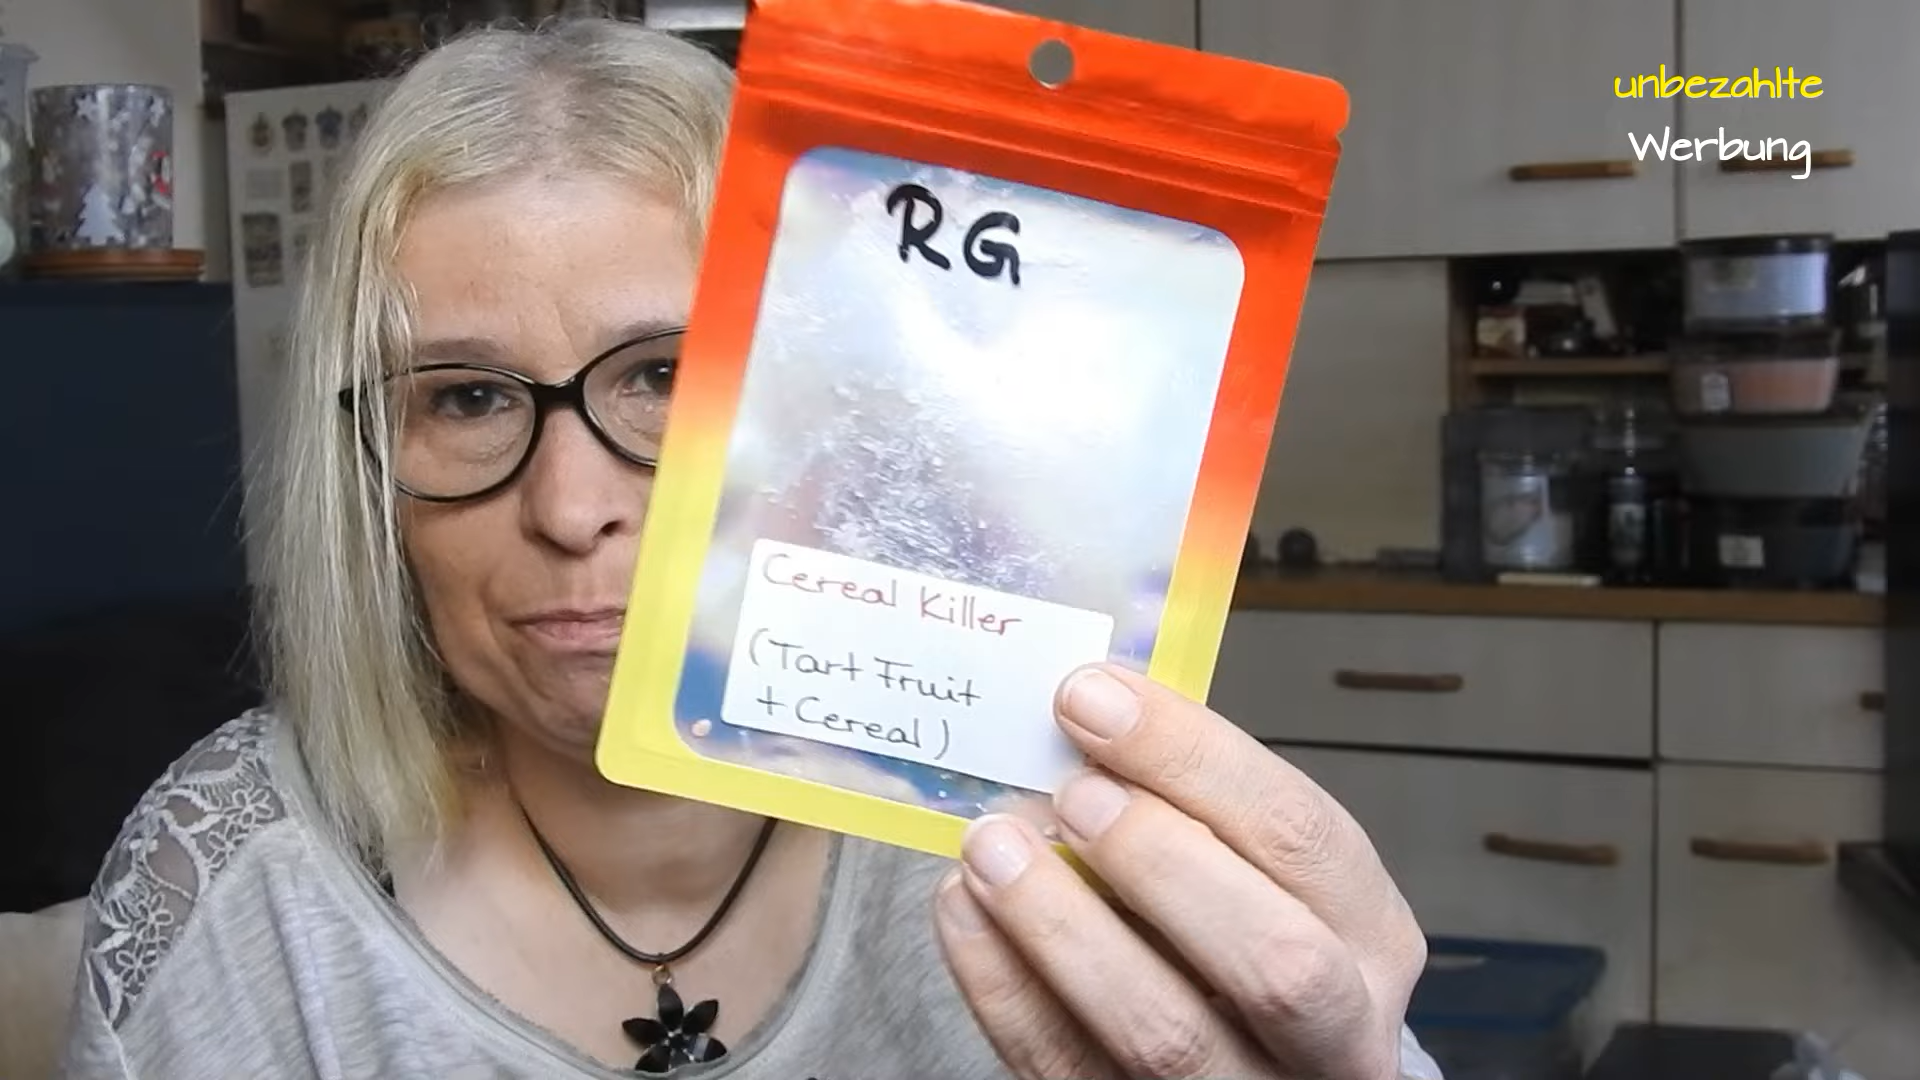 unbezahlte
Werbung
RG
Cereal Killer
(Tart Fruit
+ Cereal)